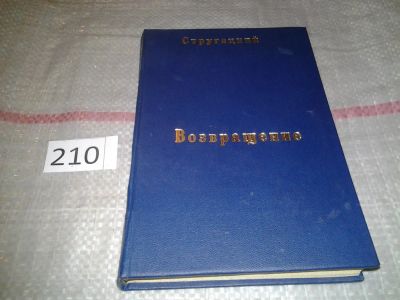 Стругацкий
Возвращение
210